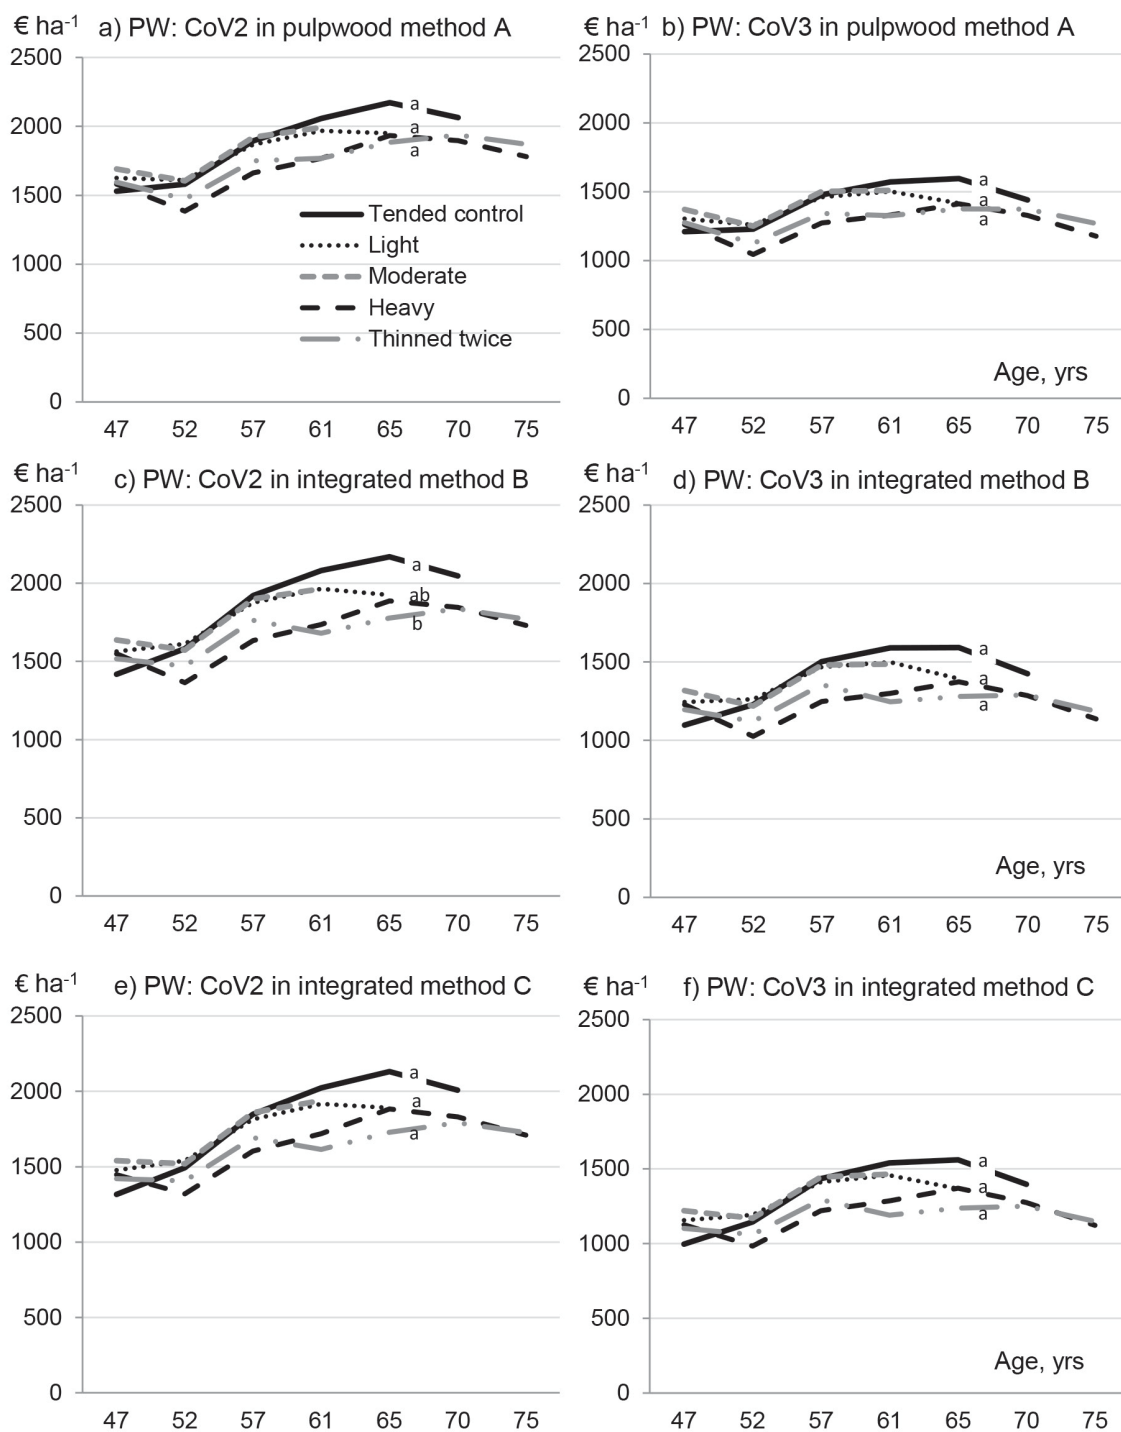 € ha-1 a) PW: CoV2 in pulpwood method A
2500
2000
1500
1000
500
0
a
a
a
Tended control
Light
Moderate
Heavy
Thinned twice
47 52 57 61 65 70 75
€ ha-1 b) PW: CoV3 in pulpwood method A
2500
2000
1500
1000
500
0
a
a
a
Age, yrs
47 52 57 61 65 70 75
€ ha-1 c) PW: CoV2 in integrated method B
2500
2000
1500
1000
500
0
a
ab
b
47 52 57 61 65 70 75
€ ha-1 d) PW: CoV3 in integrated method B
2500
2000
1500
1000
500
0
a
a
a
Age, yrs
47 52 57 61 65 70 75
€ ha-1 e) PW: CoV2 in integrated method C
2500
2000
1500
1000
500
0
a
a
a
47 52 57 61 65 70 75
€ ha-1 f) PW: CoV3 in integrated method C
2500
2000
1500
1000
500
0
a
a
a
Age, yrs
47 52 57 61 65 70 75